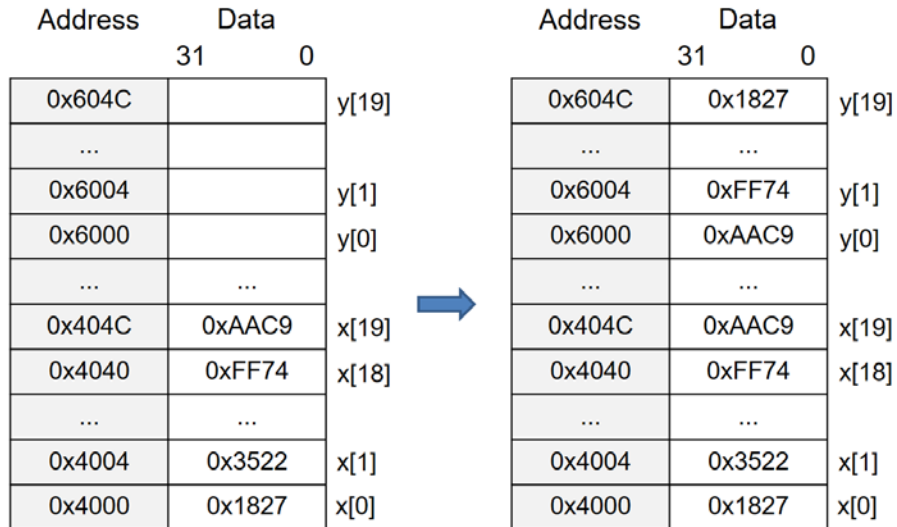 Address Data Address Data
31 0 31 0
0x604C y[19] 0x604C 0x1827 y[19]
... ... ...
0x6004 y[1] 0x6004 0xFF74 y[1]
0x6000 y[0] 0x6000 0xAAC9 y[0]
... ... ... ...
0x404C 0xAAC9 x[19] 0x404C 0xAAC9 x[19]
0x4040 0xFF74 x[18] 0x4040 0xFF74 x[18]
... ... ... ...
0x4004 0x3522 x[1] 0x4004 0x3522 x[1]
0x4000 0x1827 x[0] 0x4000 0x1827 x[0]